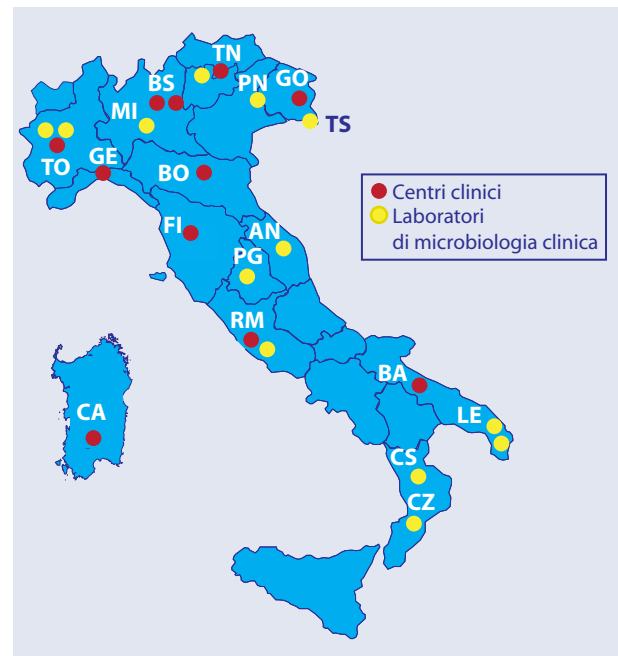 TN
BS
PN
GO
MI
TS
TO
GE
BO
Centri clinici
Laboratori
di microbiologia clinica
FI
AN
PG
RM
BA
CA
LE
CS
CZ